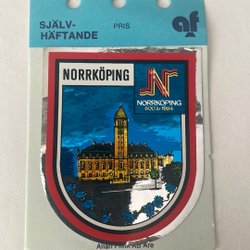 SJÄLV-
HÄFTANDE
PRIS
af
NORRKÖPING
N
NORRKÖPING
600 år 1984